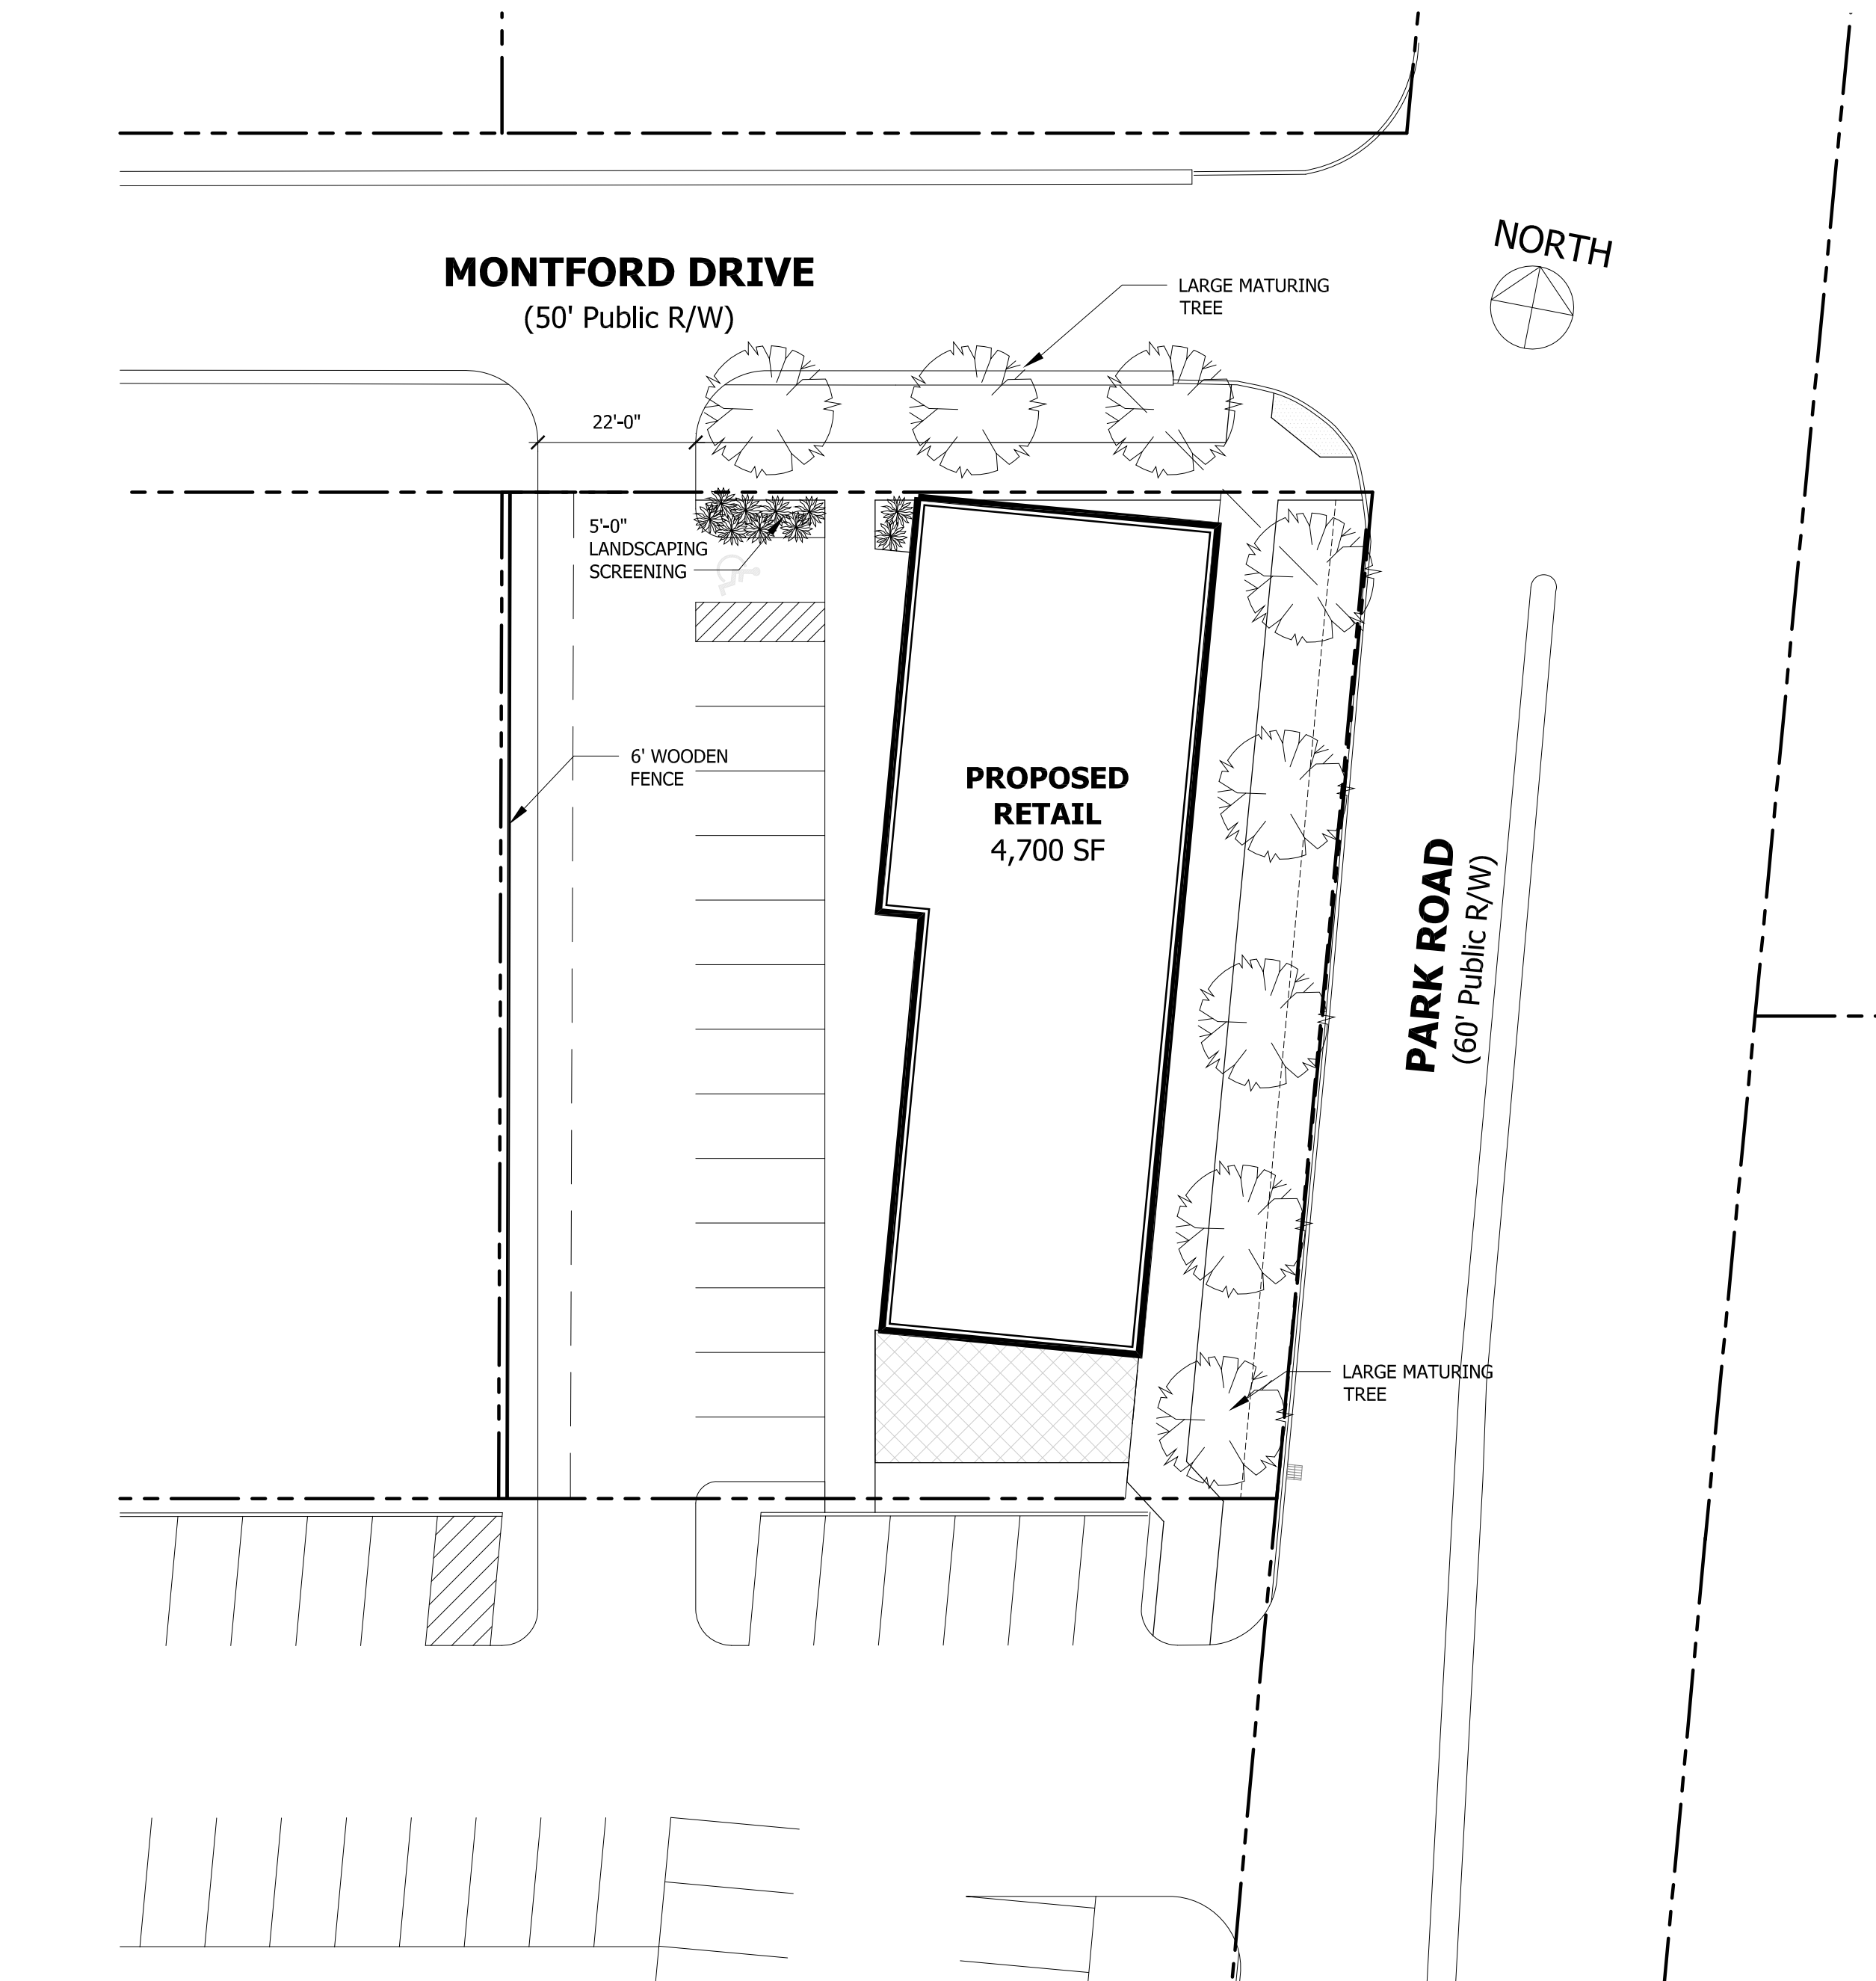 NORTH
MONTFORD DRIVE
(50' Public R/W)
LARGE MATURING
TREE
22'-0"
5'-0"
LANDSCAPING
SCREENING
6' WOODEN
FENCE
PROPOSED
RETAIL
4,700 SF
PARK ROAD
(60' Public R/W)
LARGE MATURING
TREE